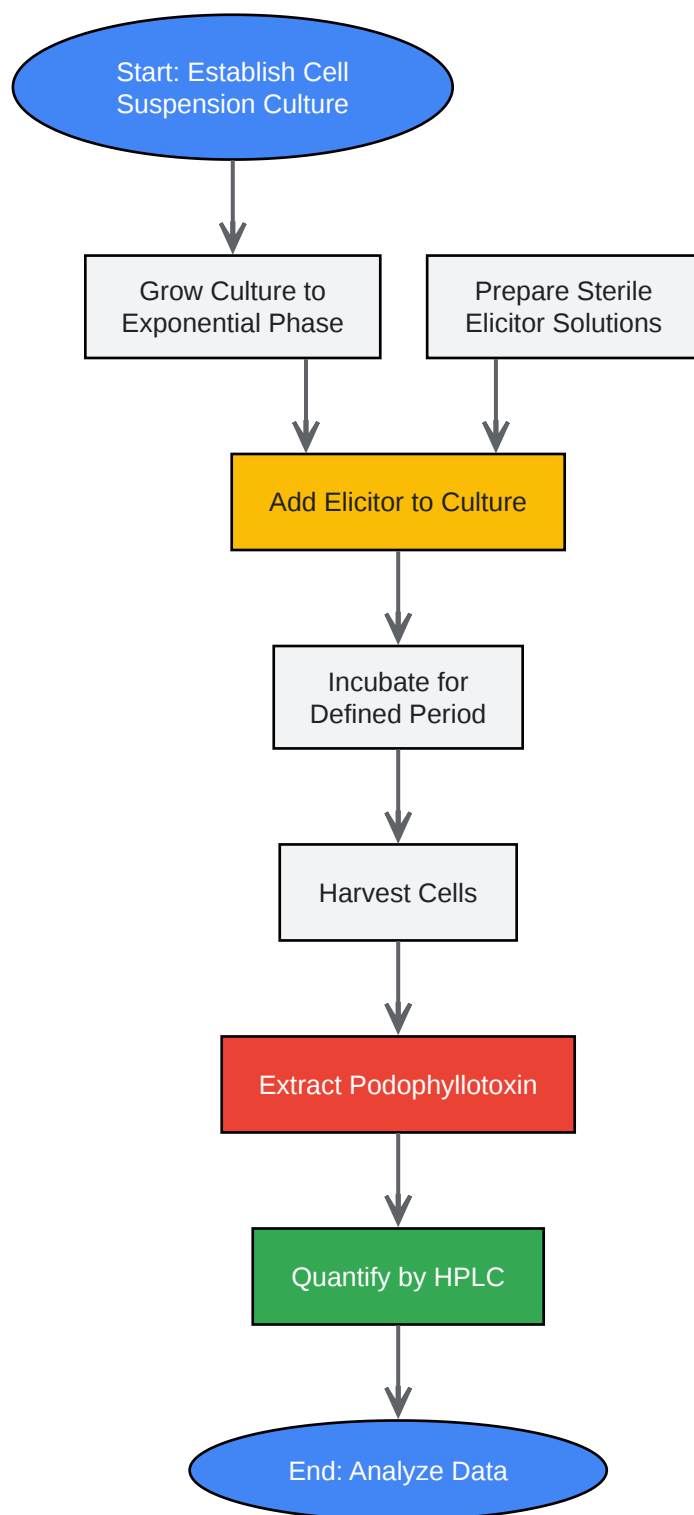 Start: Establish Cell
Suspension Culture
Grow Culture to
Exponential Phase
Prepare Sterile
Elicitor Solutions
Add Elicitor to Culture
Incubate for
Defined Period
Harvest Cells
Extract Podophyllotoxin
Quantify by HPLC
End: Analyze Data